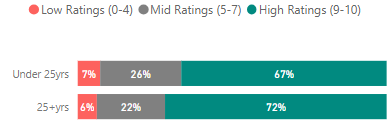 Low Ratings (0-4) Mid Ratings (5-7) High Ratings (9-10)
Under 25yrs 7% 26% 67%
25+yrs 6% 22% 72%